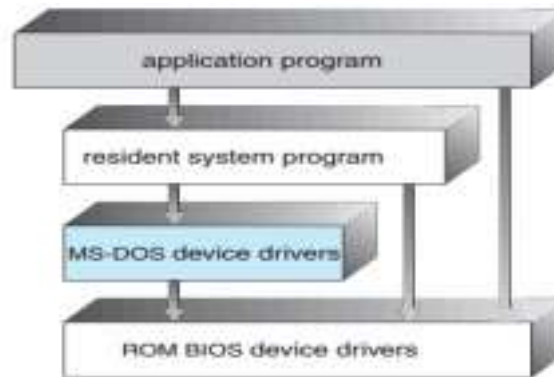 application program
resident system program
MS-DOS device drivers
ROM BIOS device drivers